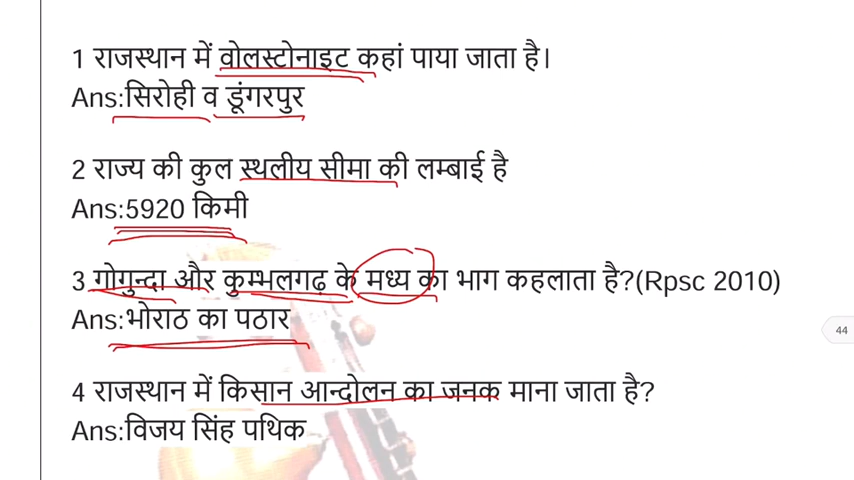 1 राजस्थान में वोलस्टोनाइट कहां पाया जाता है।
Ans:सिरोही व डूंगरपुर
2 राज्य की कुल स्थलीय सीमा की लम्बाई है
Ans:5920 किमी
3 गोगुन्दा और कुम्भलगढ़ के मध्य का भाग कहलाता है?(Rpsc 2010)
Ans:भोराठ का पठार
44
4 राजस्थान में किसान आन्दोलन का जनक माना जाता है?
Ans:विजय सिंह पथिक